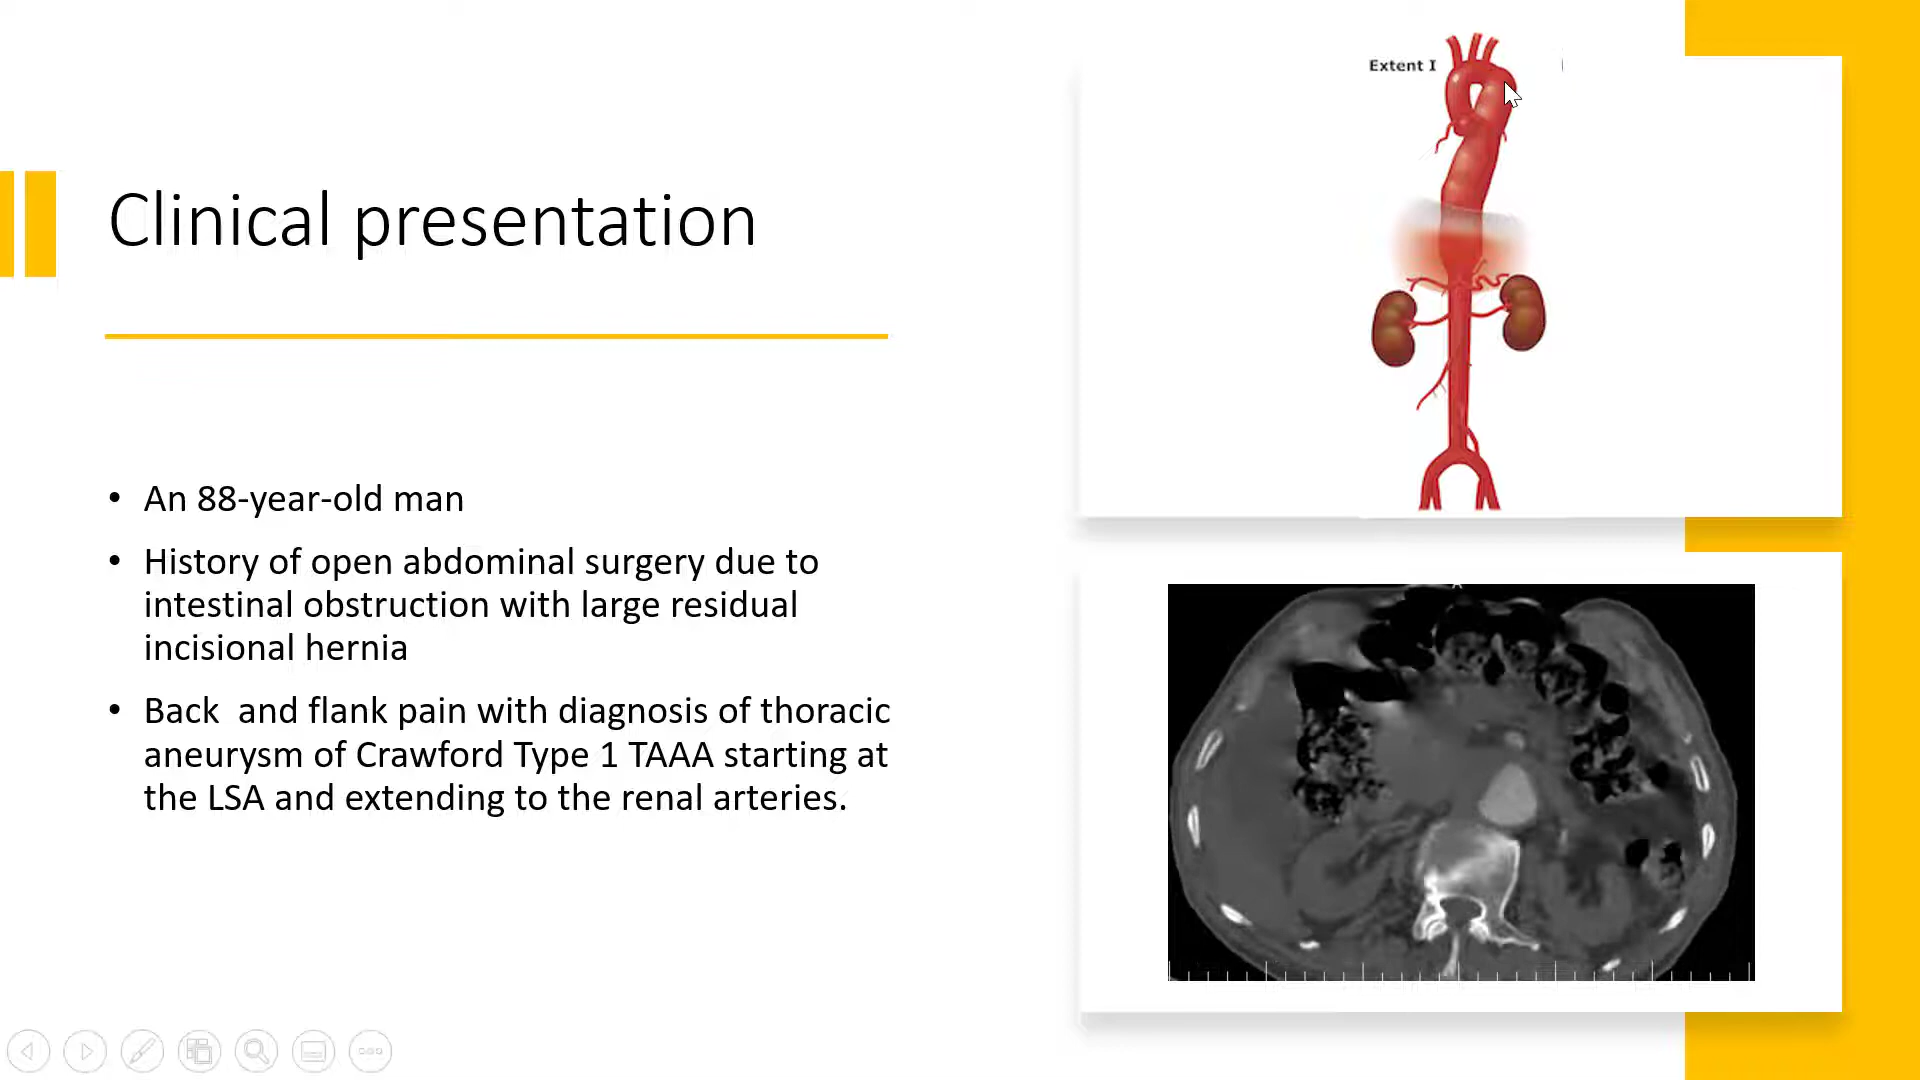 Clinical presentation
• An 88-year-old man
• History of open abdominal surgery due to
intestinal obstruction with large residual
incisional hernia
• Back  and flank pain with diagnosis of thoracic
aneurysm of Crawford Type 1 TAAA starting at
the LSA and extending to the renal arteries.
Extent I